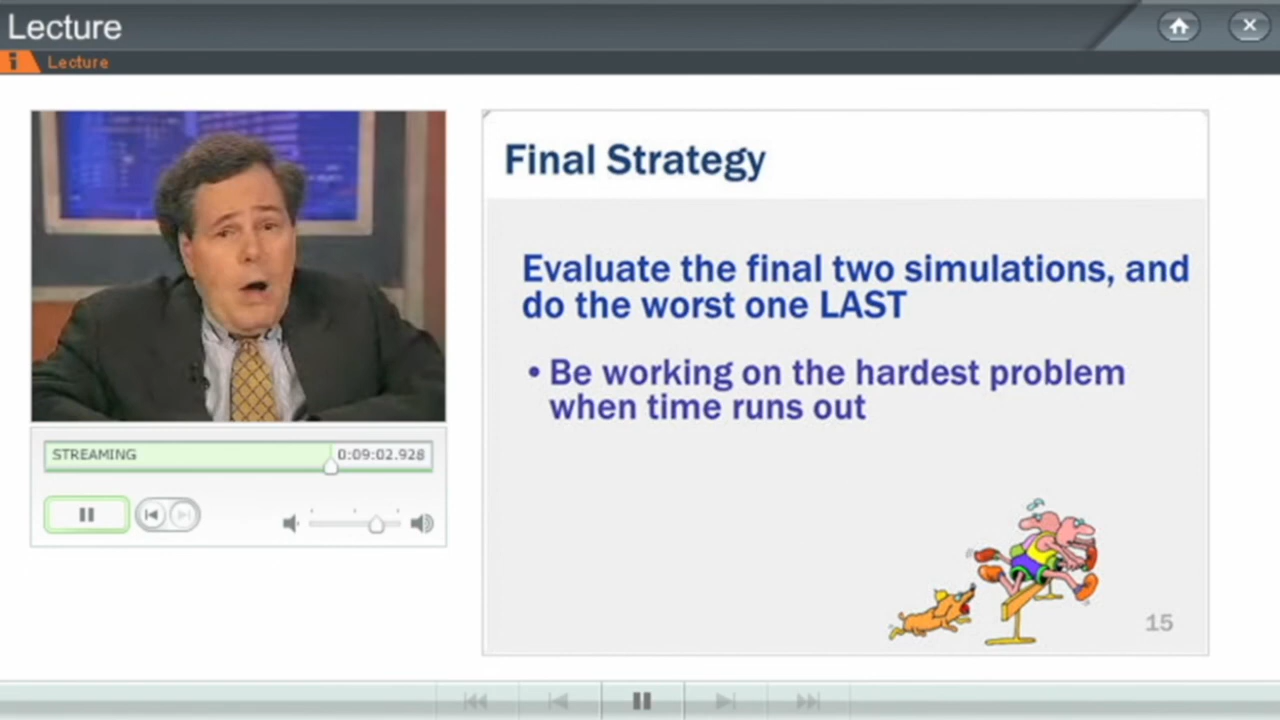 Lecture
i Lecture
Final Strategy
Evaluate the final two simulations, and
do the worst one LAST
• Be working on the hardest problem
when time runs out
STREAMING 0:09:02.928
15